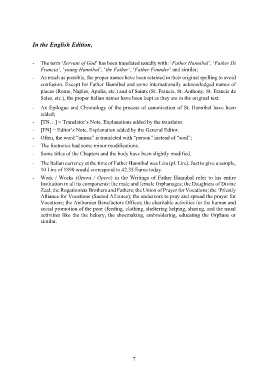 In the English Edition,
- The term 'Servant of God' has been translated usually with: 'Father Hannibal', 'Father Di
Francia', 'young Hannibal', 'the Father', 'Father Founder' and similar;
- As much as possible, the proper names have been retained in their original spelling to avoid
confusion. Except for Father Hannibal and some internationally acknowledged names of
places (Rome, Naples, Apulia, etc.) and of Saints (St. Francis, St. Anthony, St. Francis de
Sales, etc.), the proper Italian names have been kept as they are in the original text.
- An Epilogue and Chronology of the process of canonization of St. Hannibal have been
added;
- [TN…] = Translator's Note. Explanations added by the translator.
- [EN] = Editor's Note. Explanation added by the General Editor.
- Often, the word "animas" is translated with "person" instead of "soul";
- The footnotes had some minor modifications.
- Some titles of the Chapters and the body have been slightly modified.
- The Italian currency at the time of Father Hannibal was Lira (pl. Lire). Just to give a sample,
10 Lire of 1898 would correspond to 42,35 Euros today.
- Work / Works (Opera / Opere) in the Writings of Father Hannibal refer to his entire
Institution in all its components: the male and female Orphanages; the Daughters of Divine
Zeal; the Rogationist Brothers and Fathers; the Union of Prayer for Vocations; the 'Priestly
Alliance for Vocations (Sacred Alliance); the endeavors to pray and spread the prayer for
Vocations; the Anthonian Benefactors Offices; the charitable activities for the human and
social promotion of the poor (feeding, clothing, sheltering helping, sharing, and the usual
activities like the the bakery, the shoemaking, embroidering, educating the Orphans or
similar.
7